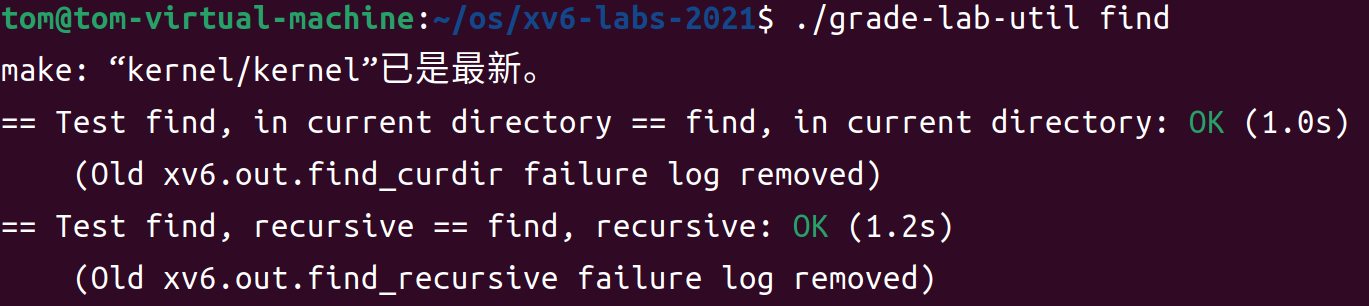 tom@tom-virtual-machine:~/os/xv6-labs-2021$ ./grade-lab-util find
make: “kernel/kernel”已是最新。
== Test find, in current directory == find, in current directory: OK (1.0s)
    (Old xv6.out.find_curdir failure log removed)
== Test find, recursive == find, recursive: OK (1.2s)
    (Old xv6.out.find_recursive failure log removed)